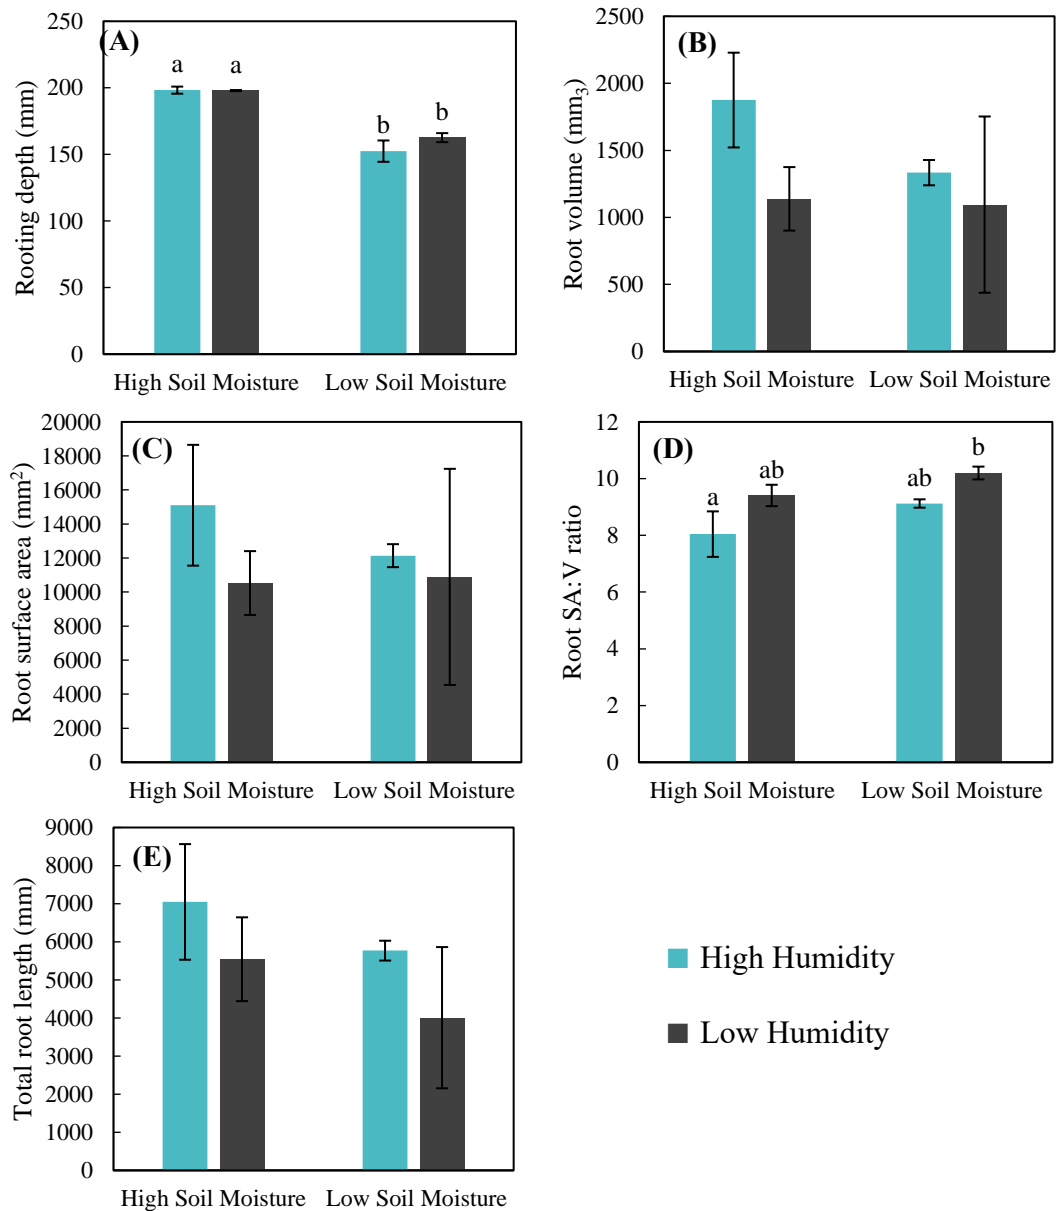 (A)
Rooting depth (mm)
250
200
150
100
50
0
a a b b
High Soil Moisture Low Soil Moisture
(B)
Root volume (mm3)
2500
2000
1500
1000
500
0
High Soil Moisture Low Soil Moisture
(C)
Root surface area (mm²)
20000
18000
16000
14000
12000
10000
8000
6000
4000
2000
0
High Soil Moisture Low Soil Moisture
(D)
Root SA:V ratio
12
10
8
6
4
2
0
a ab ab b
High Soil Moisture Low Soil Moisture
(E)
Total root length (mm)
9000
8000
7000
6000
5000
4000
3000
2000
1000
0
High Soil Moisture Low Soil Moisture
High Humidity
Low Humidity